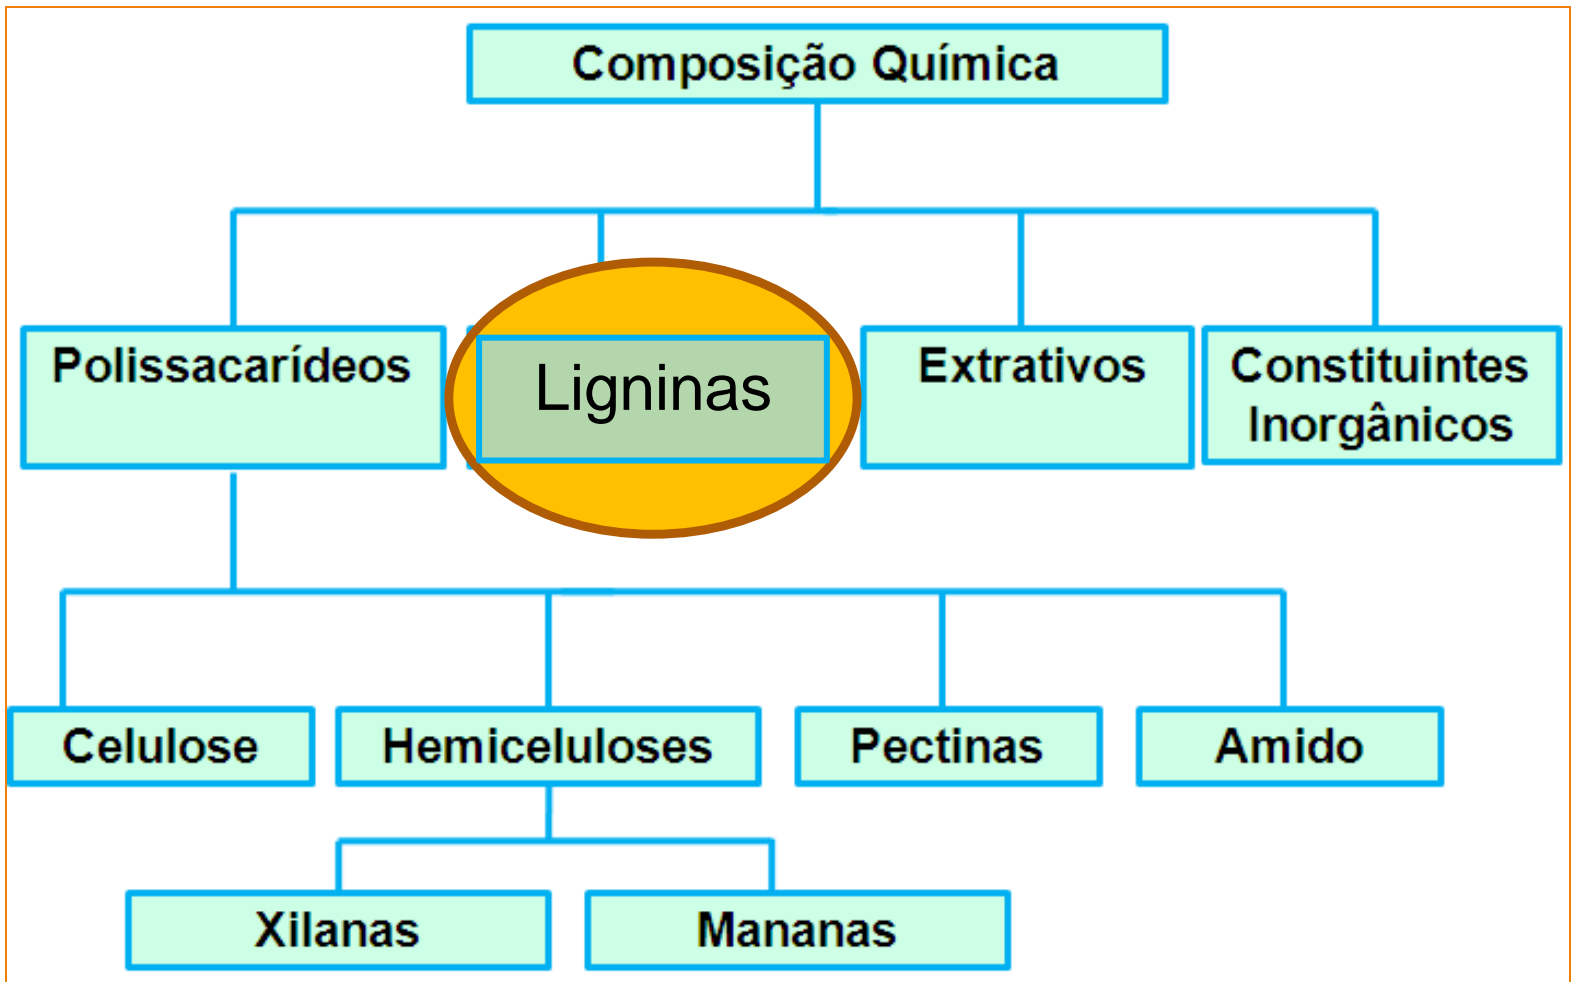 Composição Química
Polissacarídeos
Ligninas
Extrativos
Constituintes
Inorgânicos
Celulose
Hemiceluloses
Pectinas
Amido
Xilanas
Mananas